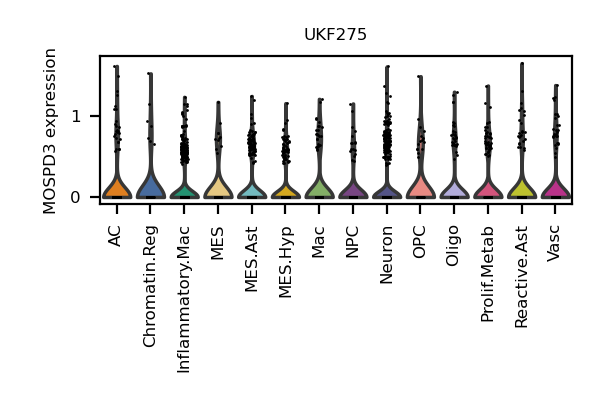 UKF275
MOSPD3 expression
1
0
AC
Chromatin.Reg
Inflammatory.Mac
MES
MES.Ast
MES.Hyp
Mac
NPC
Neuron
OPC
Oligo
Prolif.Metab
Reactive.Ast
Vasc